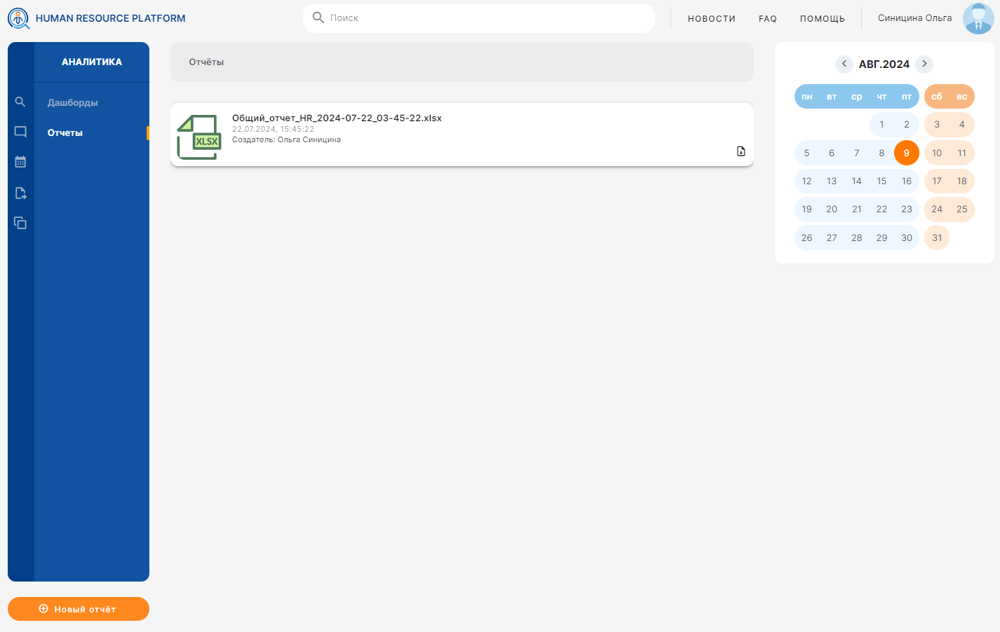 HUMAN RESOURCE PLATFORM
Поиск
НОВОСТИ
FAQ
ПОМОЩЬ
Синицина Ольга
АНАЛИТИКА
Дашборды
Отчеты
Новый отчёт
Отчёты
XLSX
Общий_отчет_HR_2024-07-22_03-45-22.xlsx
22.07.2024, 15:45:22
Создатель: Ольга Синицина
АВГ.2024
пн вт ср чт пт сб вс
1 2 3 4
5 6 7 8 9 10 11
12 13 14 15 16 17 18
19 20 21 22 23 24 25
26 27 28 29 30 31